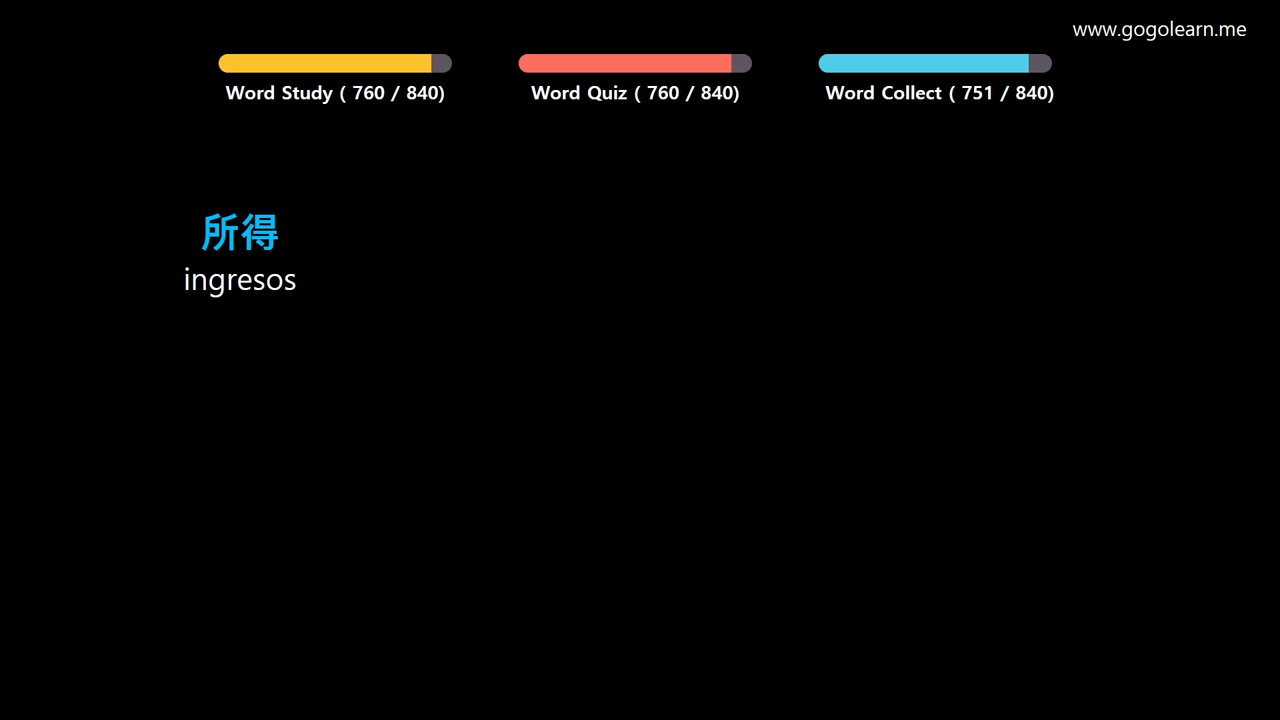 www.gogolearn.me
Word Study ( 760 / 840)
Word Quiz ( 760 / 840)
Word Collect ( 751 / 840)
所得
ingresos